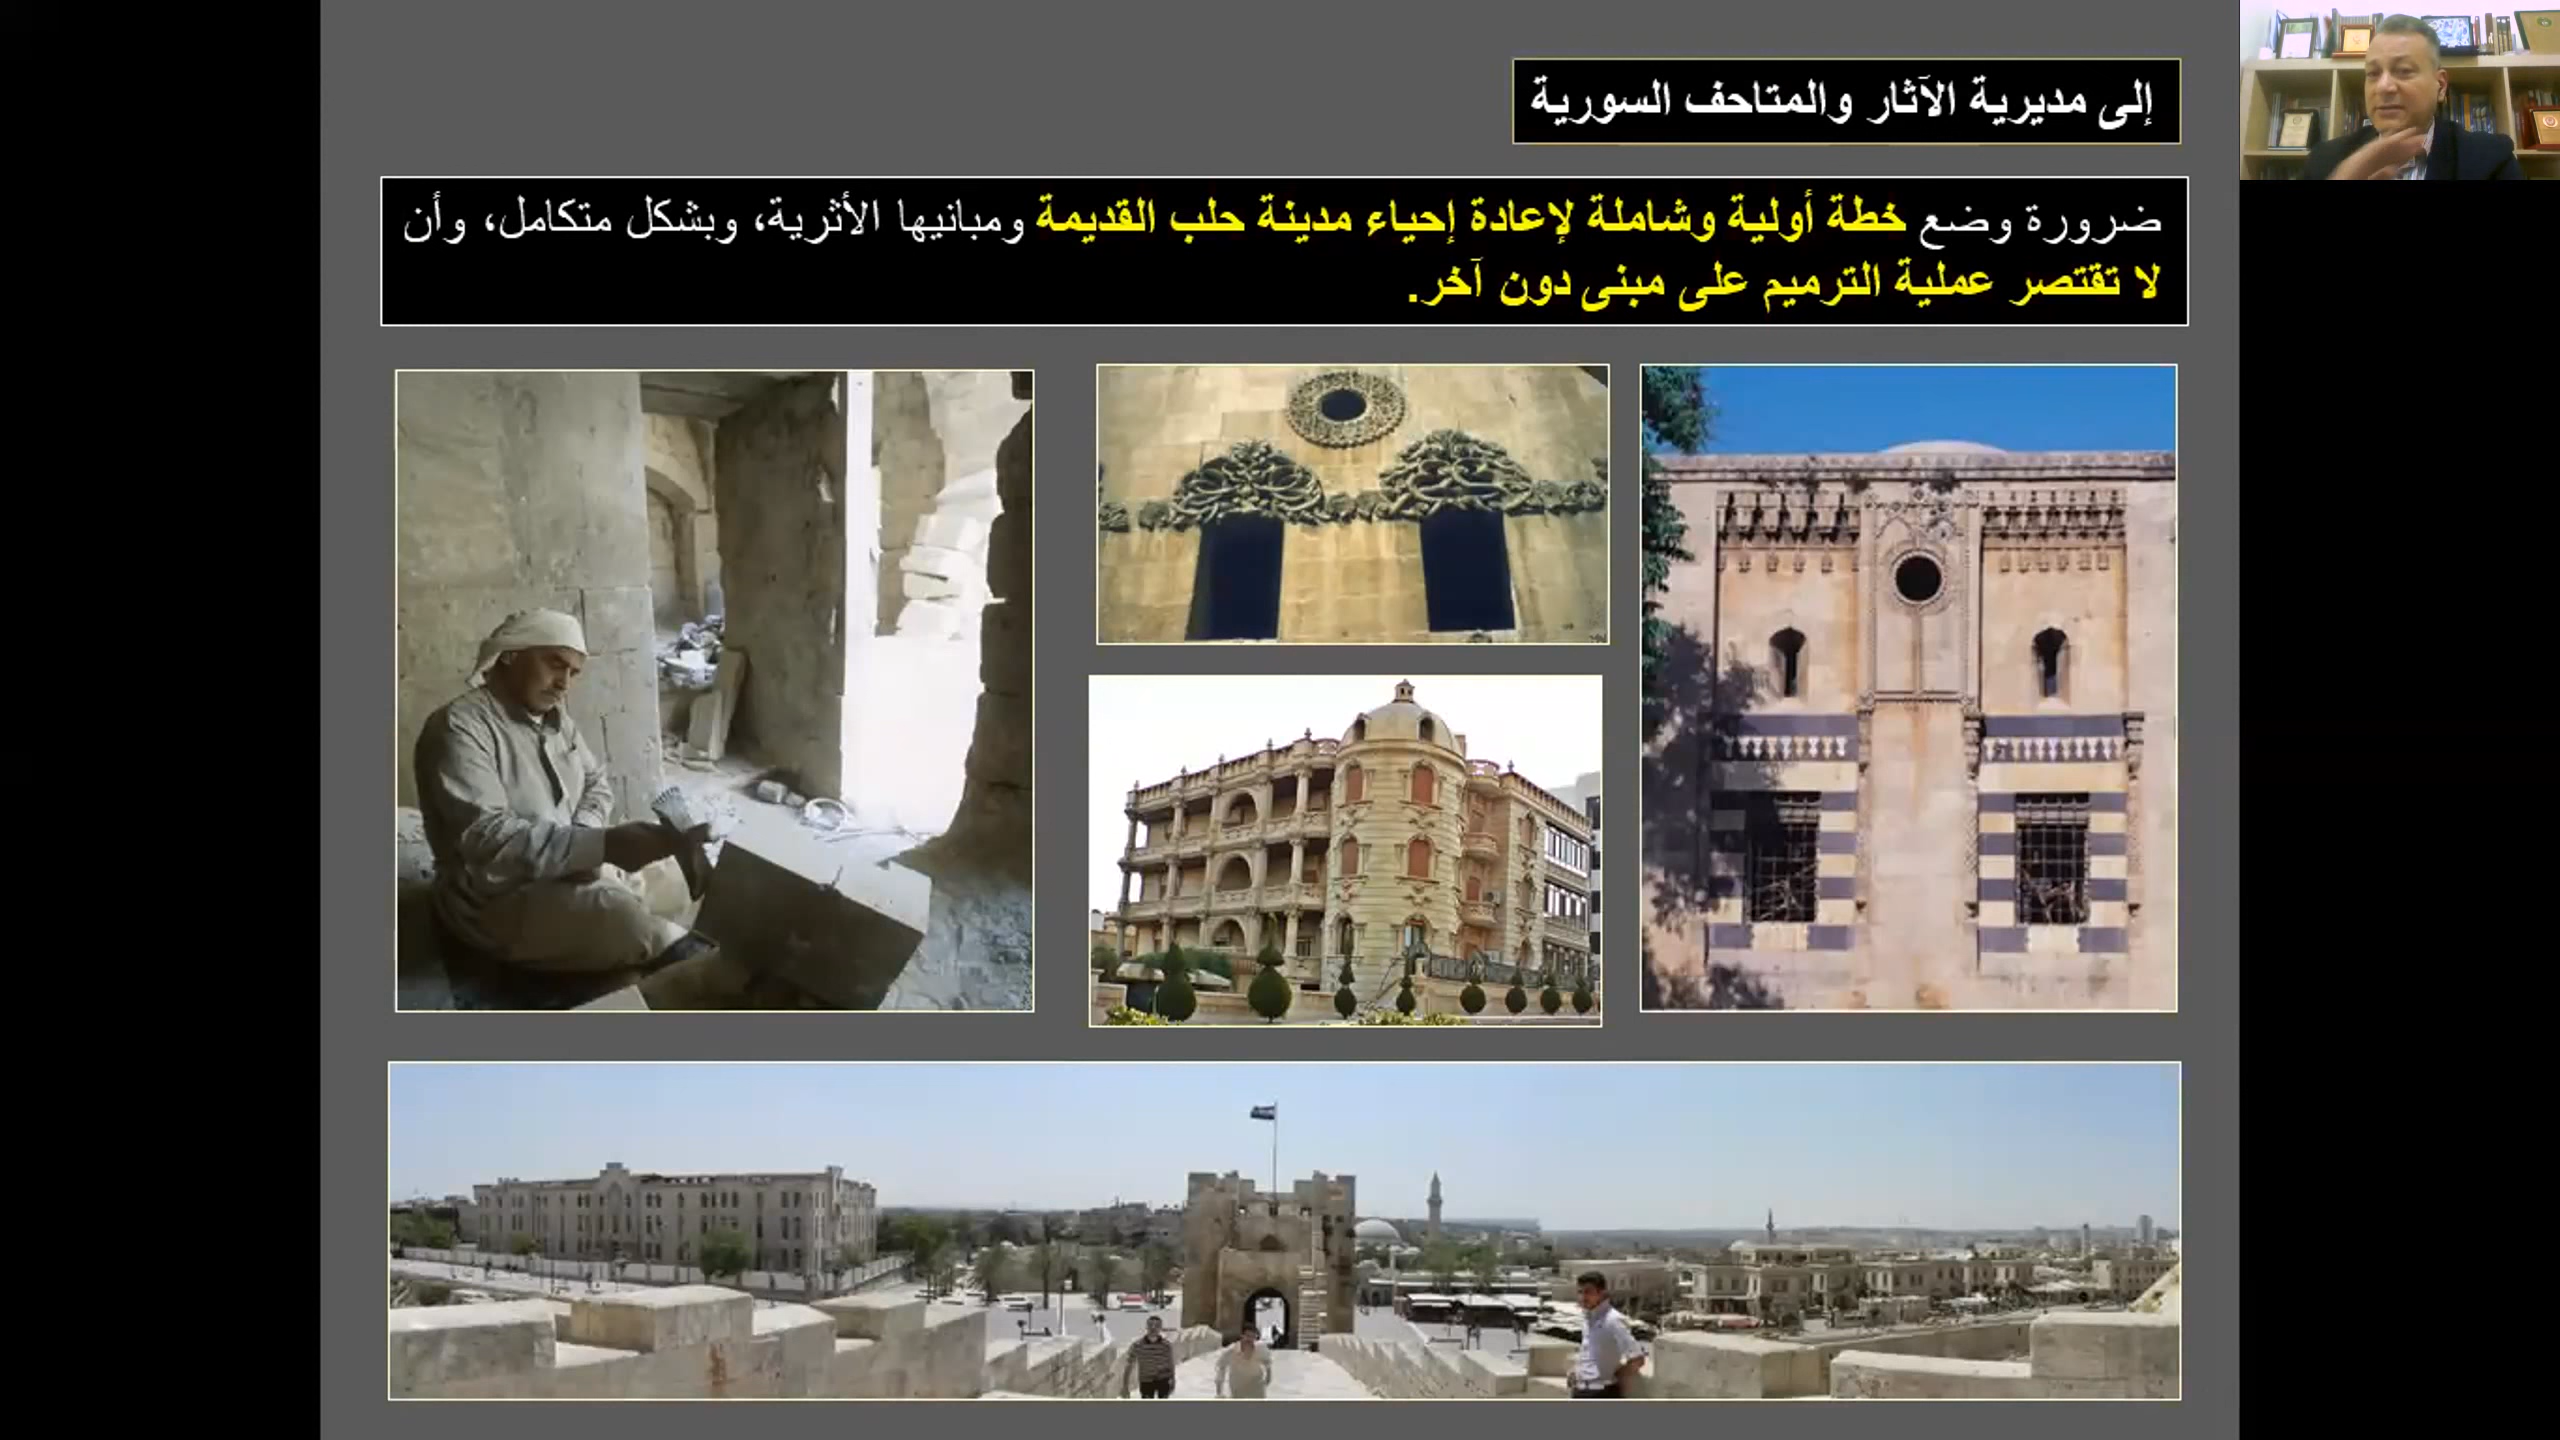 إلى مديرية الآثار والمتاحف السورية
ضرورة وضع خطة أولية وشاملة لإعادة إحياء مدينة حلب القديمة ومبانيها الأثرية، وبشكل متكامل، وأن
لا تقتصر عملية الترميم على مبنى دون آخر.